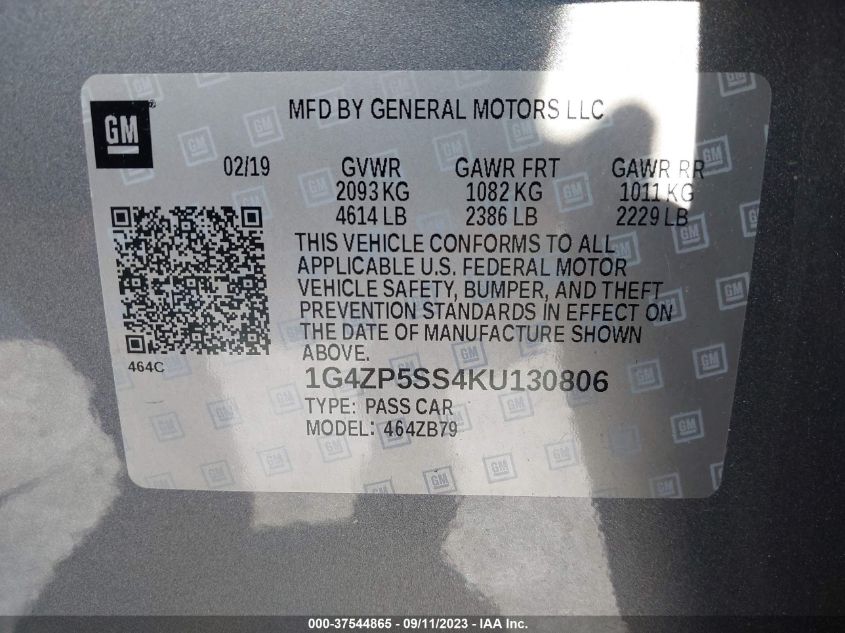 GM
MFD BY GENERAL MOTORS LLC
02/19 GVWR GAWR FRT GAWR RR
2093 KG 1082 KG 1011 KG
4614 LB 2386 LB 2229 LB
THIS VEHICLE CONFORMS TO ALL
APPLICABLE U.S. FEDERAL MOTOR
VEHICLE SAFETY, BUMPER, AND THEFT
PREVENTION STANDARDS IN EFFECT ON
THE DATE OF MANUFACTURE SHOWN
ABOVE.
464C
1G4ZP5SS4KU130806
TYPE: PASS CAR
MODEL: 464ZB79
000-37544865 - 09/11/2023 - IAA Inc.